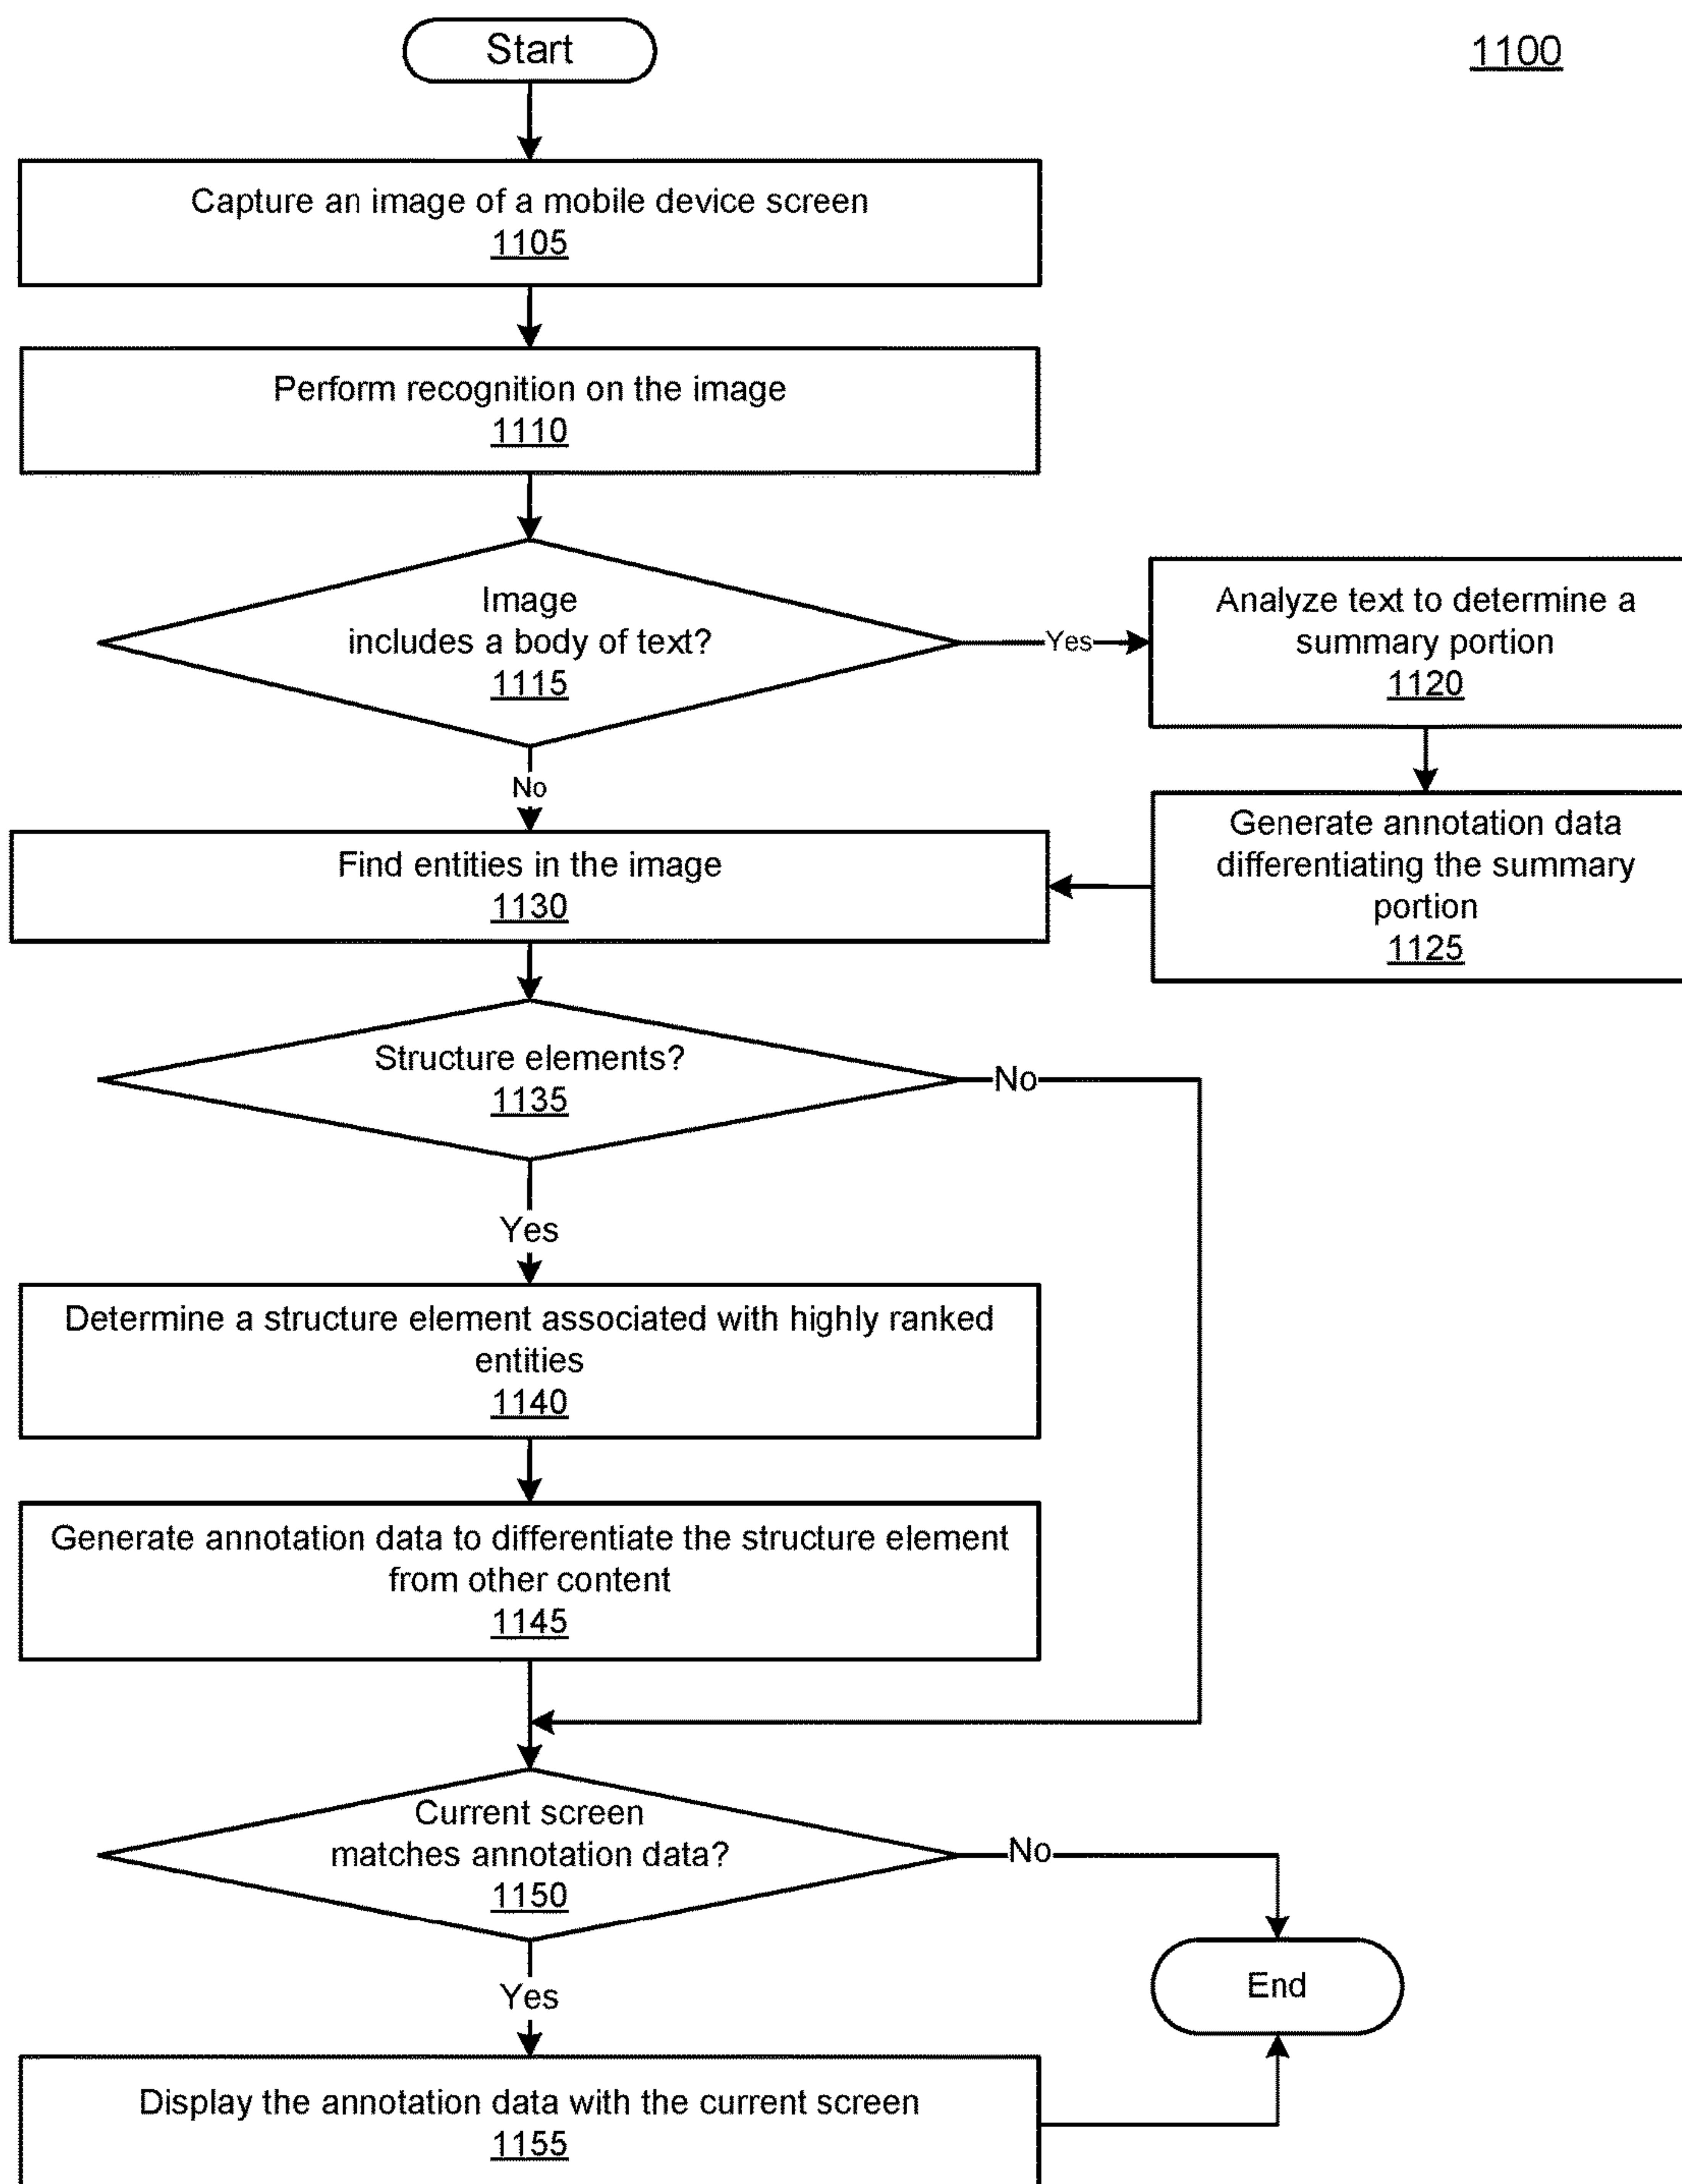 Start
1100
Capture an image of a mobile device screen
1105
Perform recognition on the image
1110
Image
includes a body of text?
1115
Yes
Analyze text to determine a
summary portion
1120
No
Generate annotation data
differentiating the summary
portion
1125
Find entities in the image
1130
Structure elements?
1135
No
Yes
Determine a structure element associated with highly ranked
entities
1140
Generate annotation data to differentiate the structure element
from other content
1145
Current screen
matches annotation data?
1150
No
End
Yes
Display the annotation data with the current screen
1155